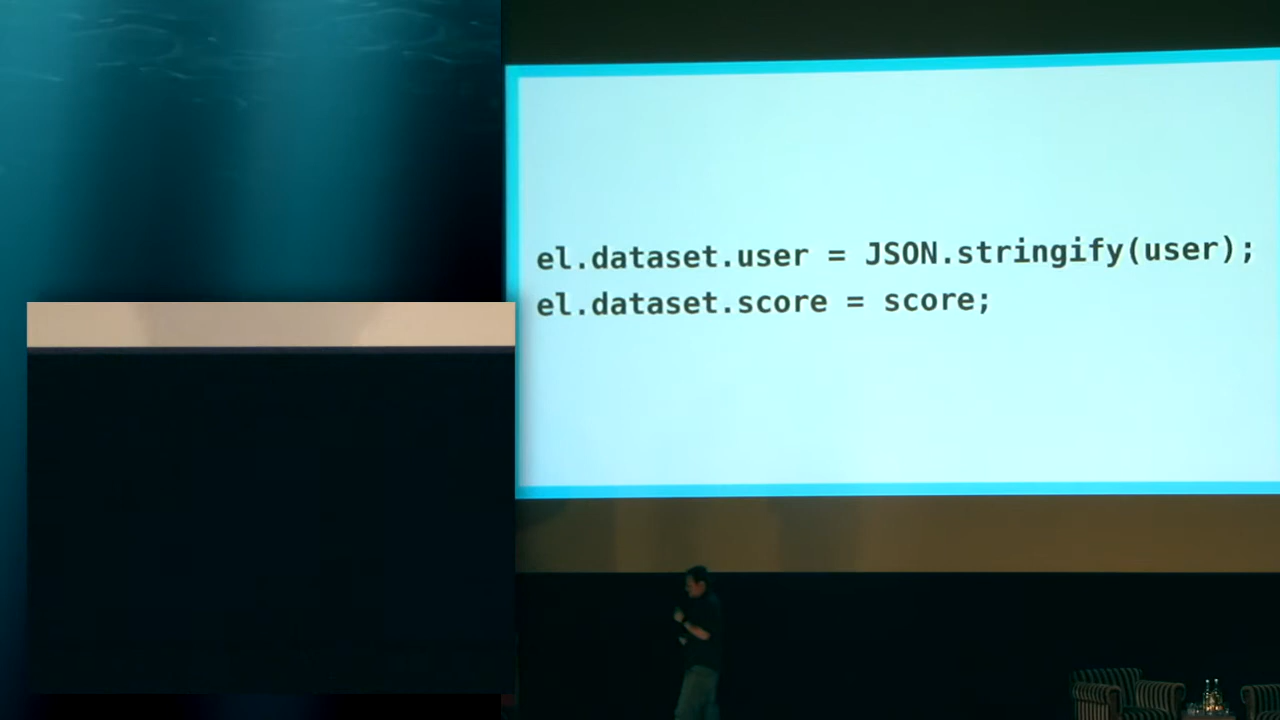 el.dataset.user = JSON.stringify(user);
el.dataset.score = score;